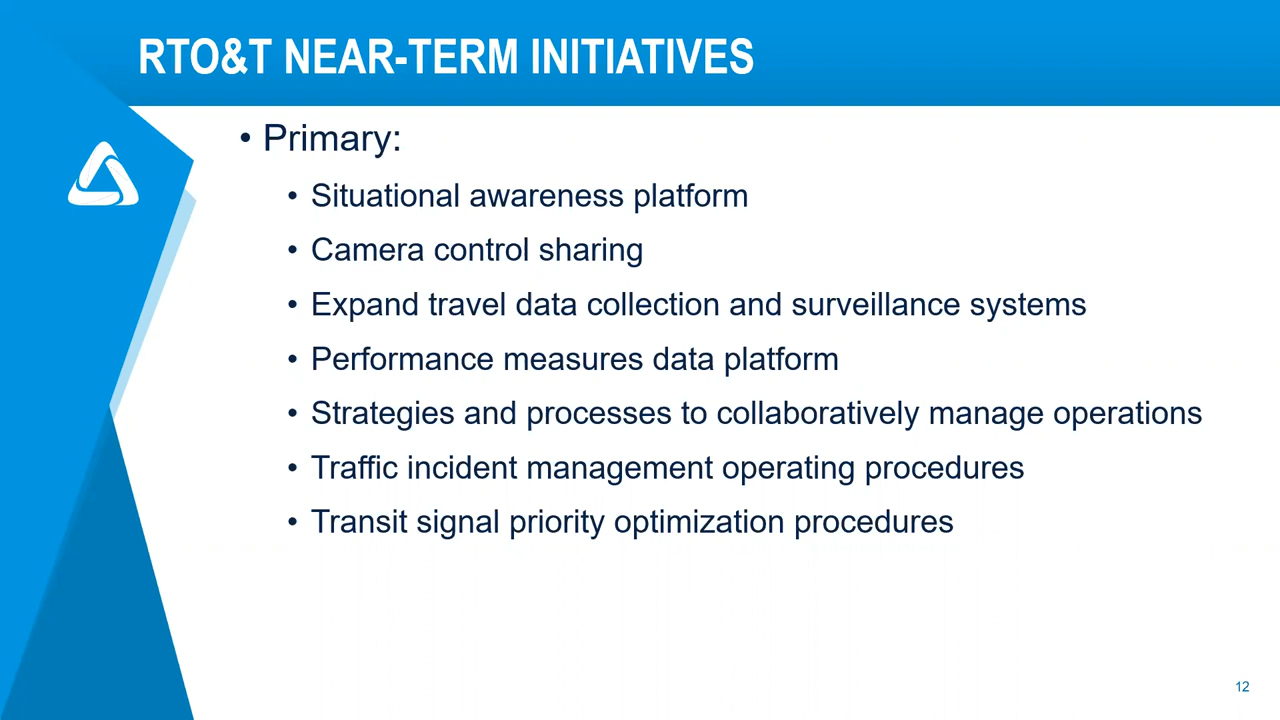 RTO&T NEAR-TERM INITIATIVES
• Primary:
• Situational awareness platform
• Camera control sharing
• Expand travel data collection and surveillance systems
• Performance measures data platform
• Strategies and processes to collaboratively manage operations
• Traffic incident management operating procedures
• Transit signal priority optimization procedures
12